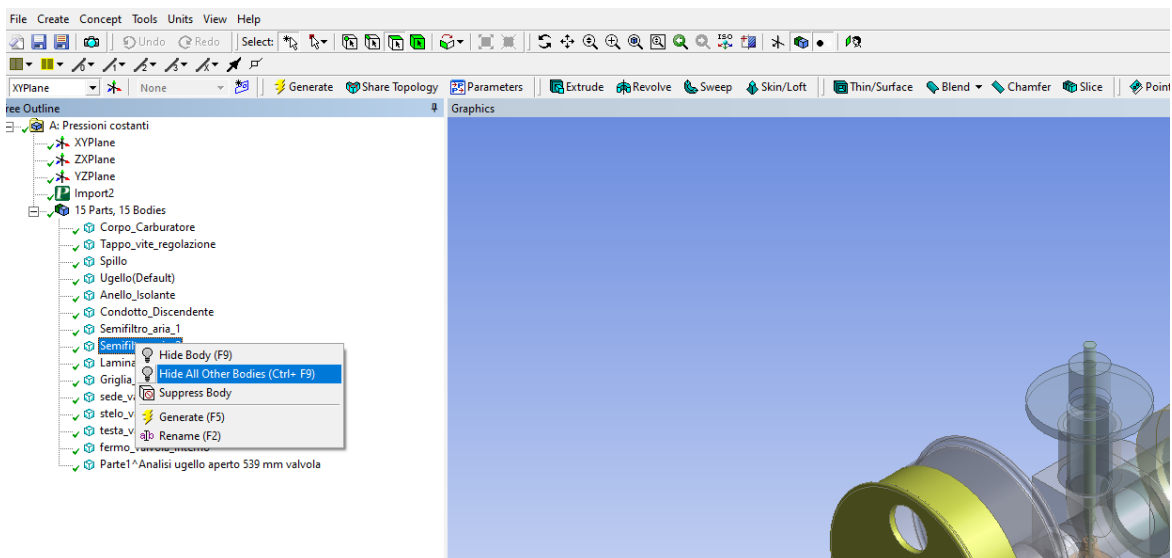 File Create Concept Tools Units View Help
Undo Redo Select:
XYPlane None Generate Share Topology Parameters Extrude Revolve Sweep Skin/Loft Thin/Surface Blend Chamfer Slice Point
ree Outline Graphics
A: Pressioni costanti
XYPlane
ZXPlane
YZPlane
Import2
15 Parts, 15 Bodies
Corpo_Carburatore
Tappo_vite_regolazione
Spillo
Ugello(Default)
Anello_Isolante
Condotto_Discendente
Semifiltro_aria_1
Semifil
Hide Body (F9)
Lamina
Hide All Other Bodies (Ctrl+ F9)
Griglia_
Suppress Body
sede_va
stelo_v
Generate (F5)
testa_v
Rename (F2)
fermo_valvola_interno
Parte1^Analisi ugello aperto 539 mm valvola